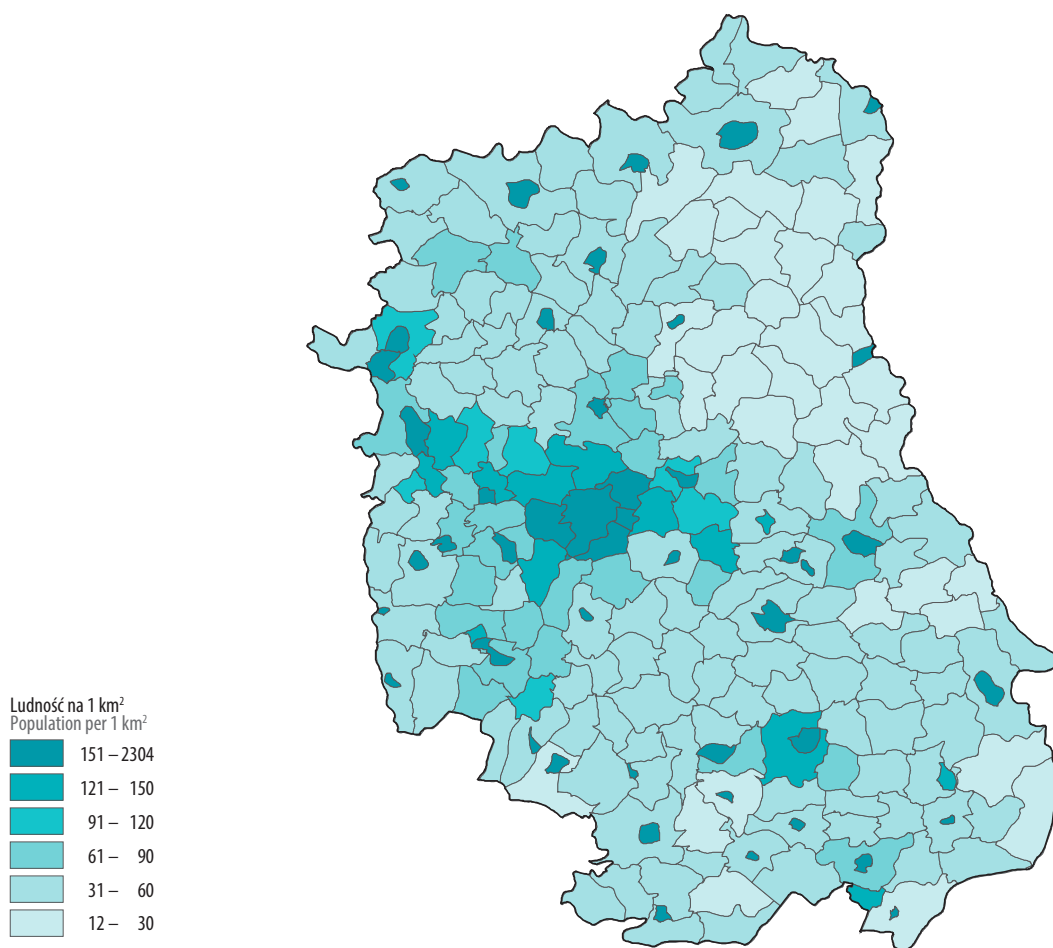 Ludność na 1 km²
Population per 1 km²
151 – 2304
121 – 150
91 – 120
61 – 90
31 – 60
12 – 30